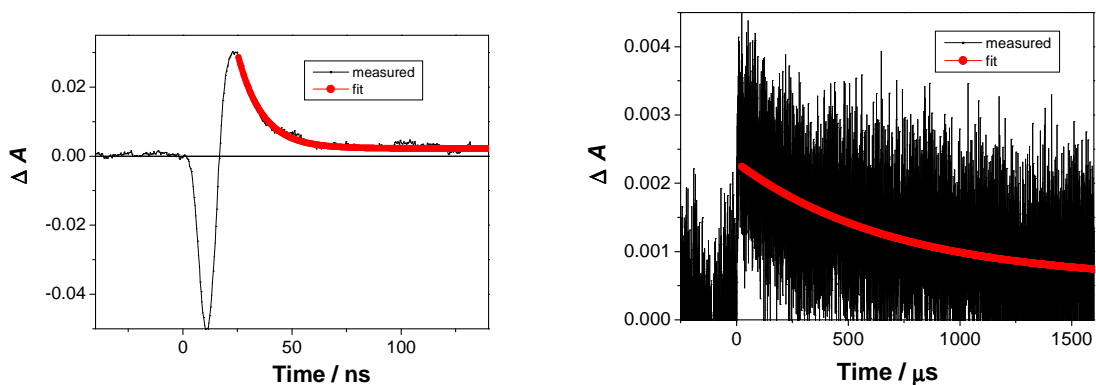 0.02
0.00
-0.02
-0.04
Δ A
0
50
100
Time / ns
measured
fit
0.004
0.003
0.002
0.001
0.000
Δ A
0
500
1000
1500
Time / μs
measured
fit